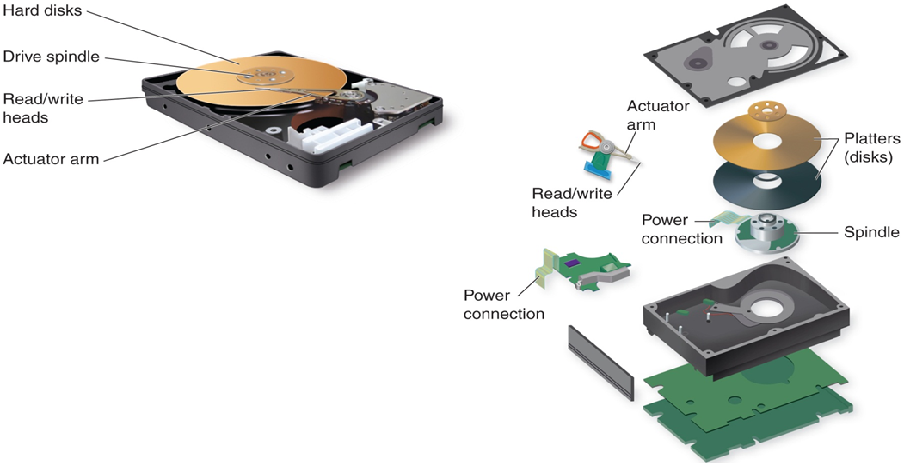 Hard disks
Drive spindle
Read/write
heads
Actuator arm
Actuator
arm
Read/write
heads
Platters
(disks)
Power
connection
Spindle
Power
connection